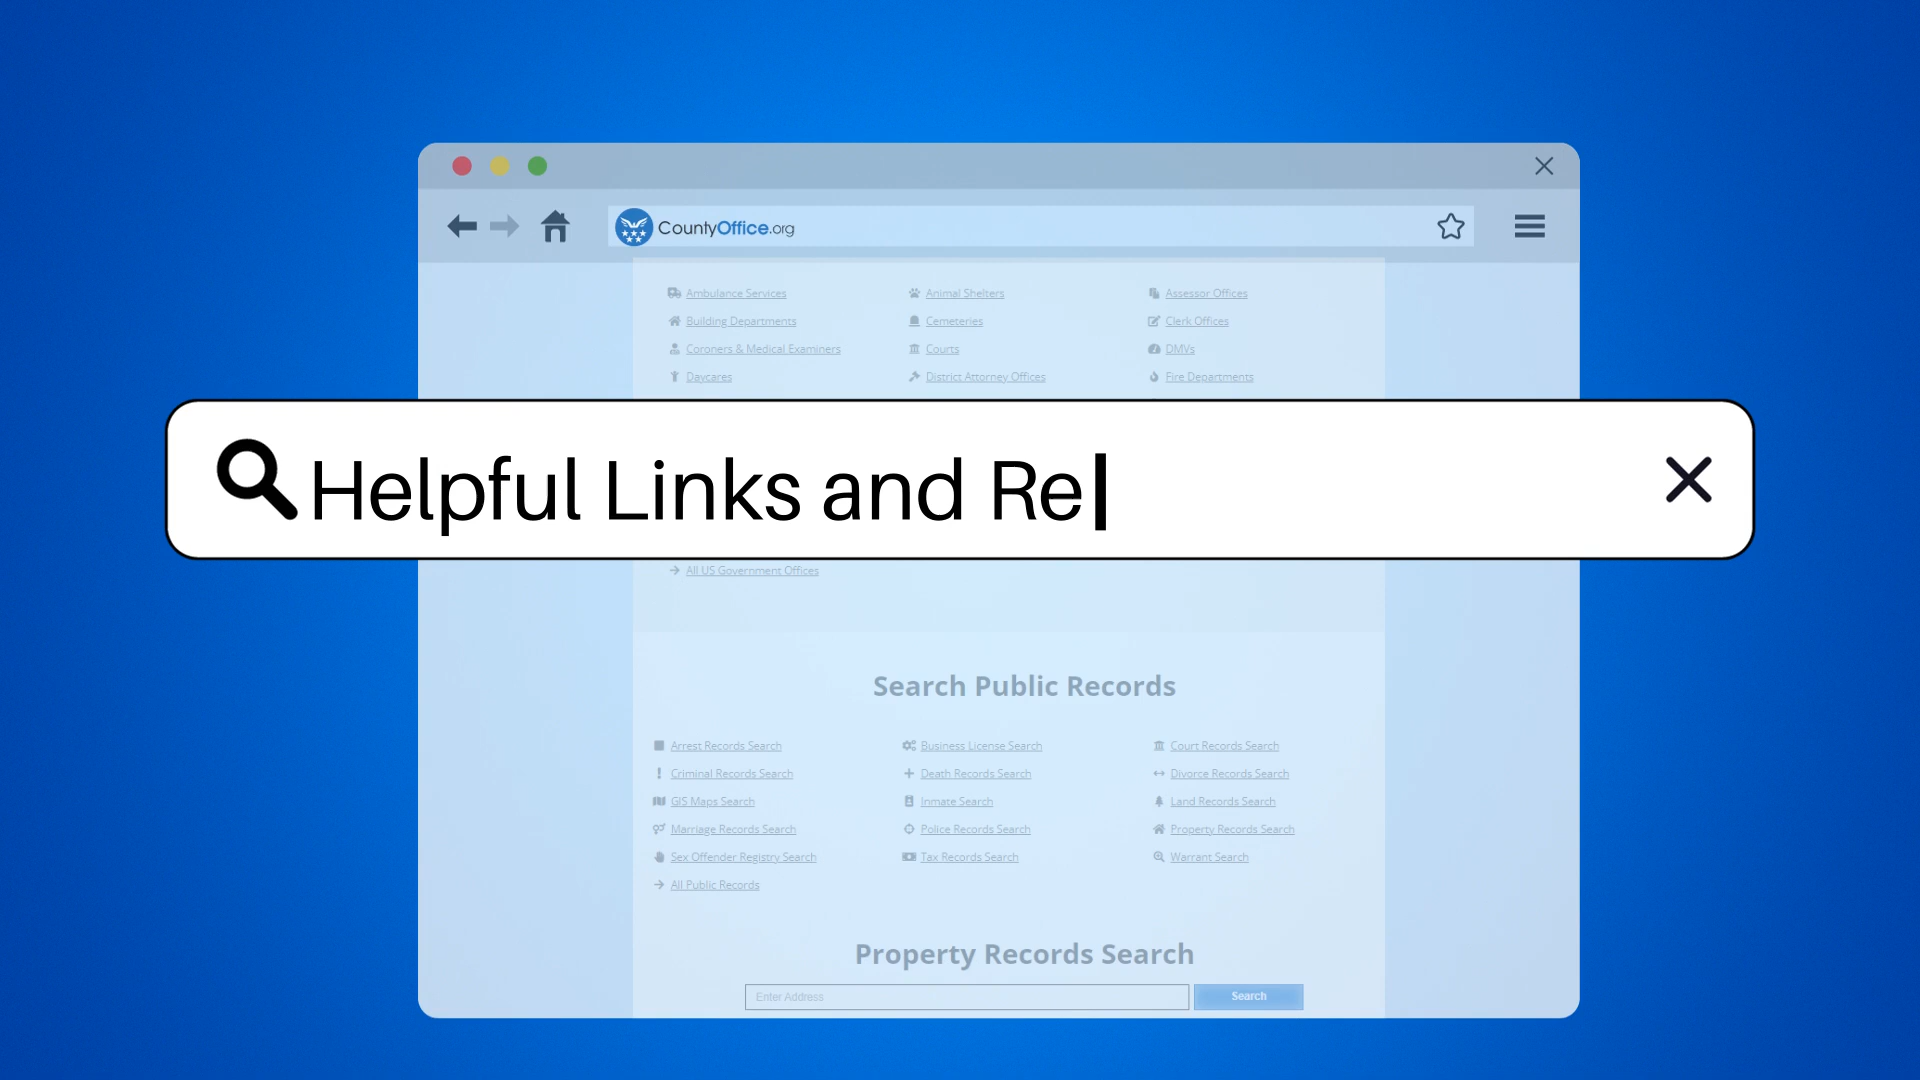 CountyOffice.org
Ambulance Services Animal Shelters Assessor Offices
Building Departments Cemeteries Clerk Offices
Coroners & Medical Examiners Courts DMVs
Daycares District Attorney Offices Fire Departments
Helpful Links and Re
All US Government Offices
Search Public Records
Arrest Records Search Business License Search Court Records Search
Criminal Records Search Death Records Search Divorce Records Search
GIS Maps Search Inmate Search Land Records Search
Marriage Records Search Police Records Search Property Records Search
Sex Offender Registry Search Tax Records Search Warrant Search
All Public Records
Property Records Search
Enter Address Search